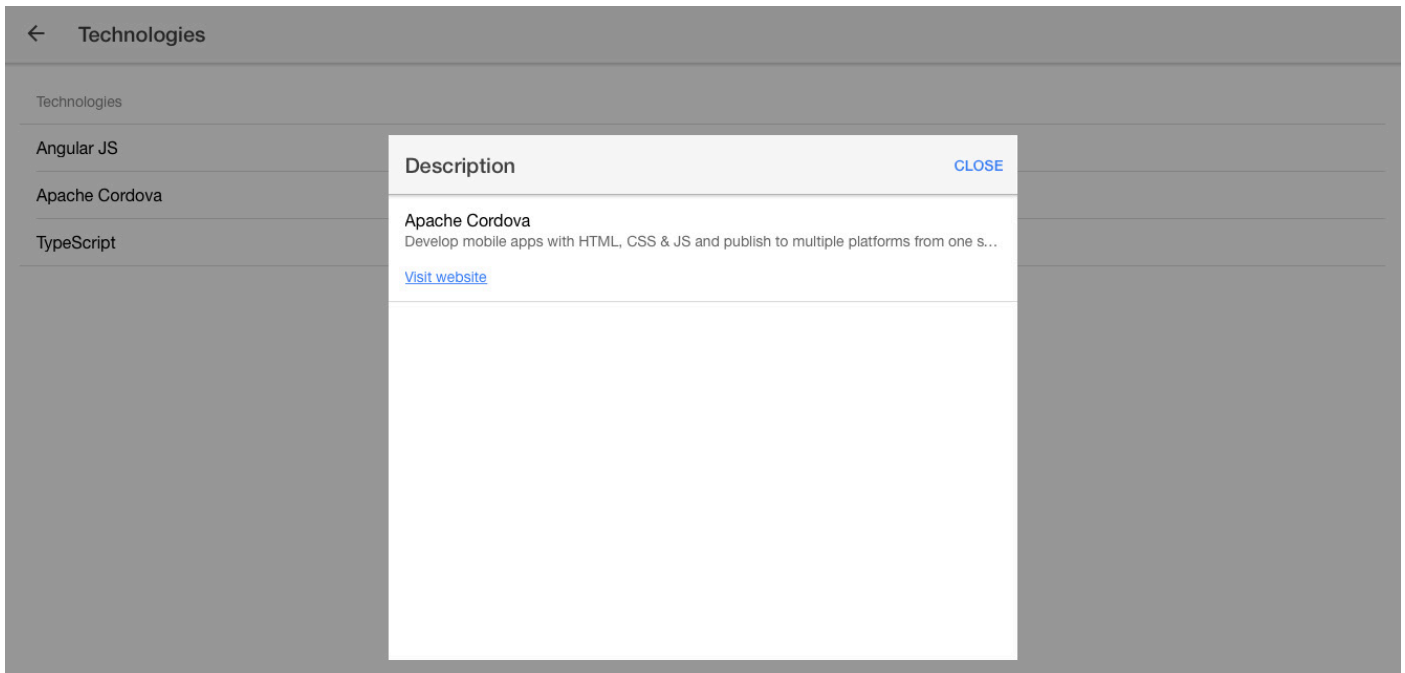 Technologies
Technologies
Angular JS
Apache Cordova
TypeScript
Description
CLOSE
Apache Cordova
Develop mobile apps with HTML, CSS & JS and publish to multiple platforms from one s...
Visit website